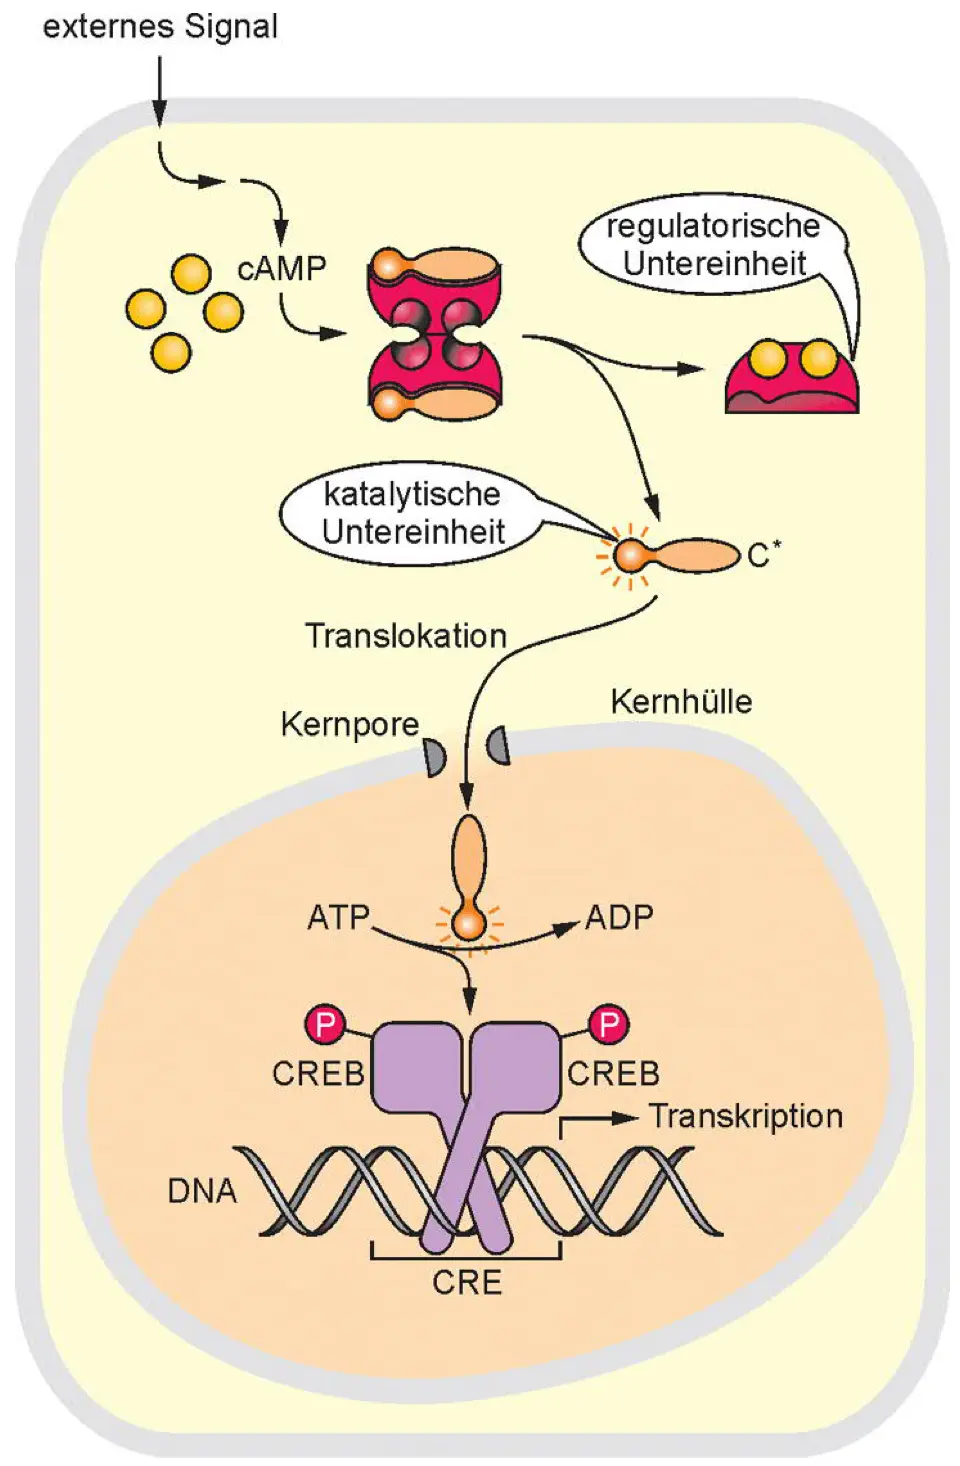 externes Signal
cAMP
regulatorische
Untereinheit
katalytische
Untereinheit
C*
Translokation
Kernpore
Kernhülle
ATP
ADP
P
P
CREB
CREB
Transkription
DNA
CRE